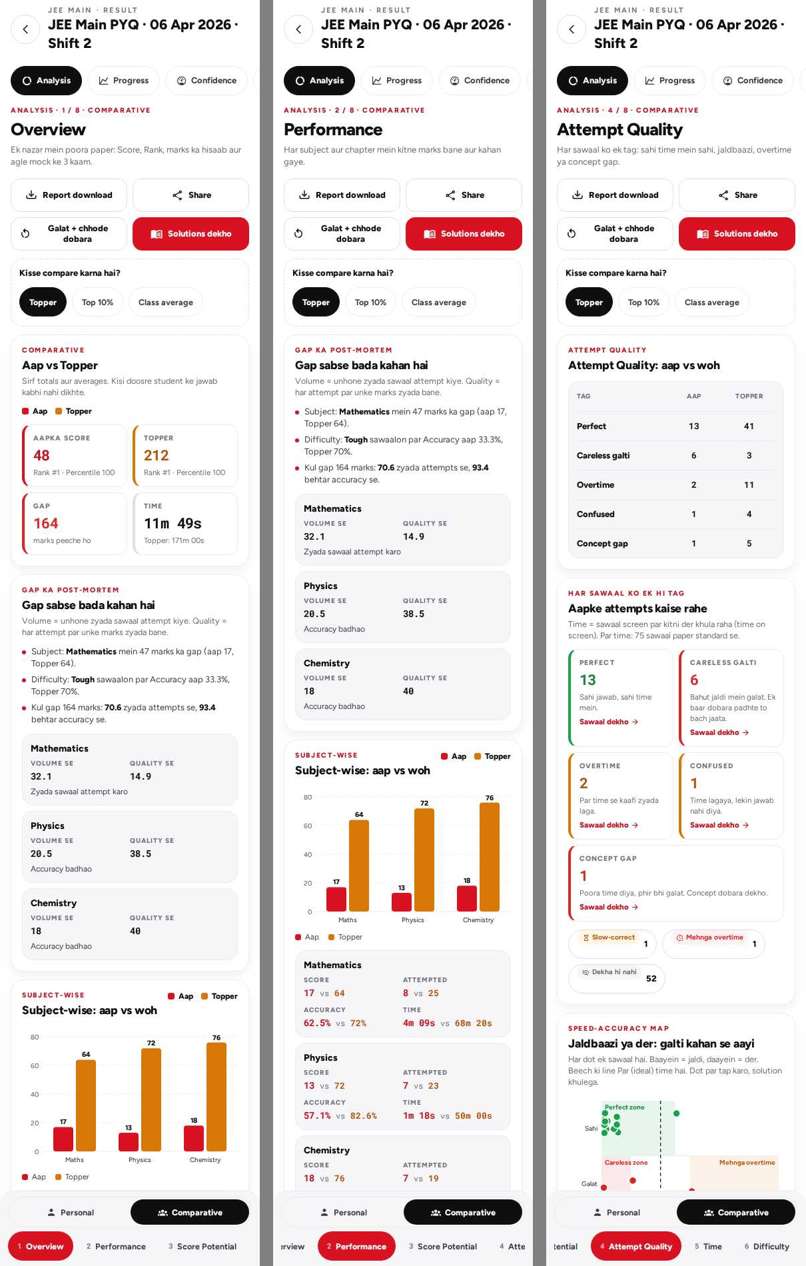 JEE MAIN · RESULT
JEE Main PYQ · 06 Apr 2026 ·
Shift 2
Analysis
Progress
Confidence
ANALYSIS · 1 / 8 · COMPARATIVE
Overview
Ek nazar mein poora paper: Score, Rank, marks ka hisaab aur
agle mock ke 3 kaam.
Report download
Share
Galat + chhode
dobara
Solutions dekho
Kisse compare karna hai?
Topper
Top 10%
Class average
COMPARATIVE
Aap vs Topper
Sirf totals aur averages. Kisi doosre student ke jawab
kabhi nahi dikhte.
Aap
Topper
AAPKA SCORE
48
Rank #1 · Percentile 100
TOPPER
212
Rank #1 · Percentile 100
GAP
164
marks peeche ho
TIME
11m 49s
Topper: 171m 00s
GAP KA POST-MORTEM
Gap sabse bada kahan hai
Volume = unhone zyada sawaal attempt kiye. Quality =
har attempt par unke marks zyada bane.
Subject: Mathematics mein 47 marks ka gap (aap 17,
Topper 64).
Difficulty: Tough sawaalon par Accuracy aap 33.3%,
Topper 70%.
Kul gap 164 marks: 70.6 zyada attempts se, 93.4
behtar accuracy se.
Mathematics
VOLUME SE
QUALITY SE
32.1
14.9
Zyada sawaal attempt karo
Physics
VOLUME SE
QUALITY SE
20.5
38.5
Accuracy badhao
Chemistry
VOLUME SE
QUALITY SE
18
40
Accuracy badhao
SUBJECT-WISE
Aap
Topper
Subject-wise: aap vs woh
80
60
40
20
0
17
64
13
72
18
76
Maths
Physics
Chemistry
Aap
Topper
Personal
Comparative
1 Overview
2 Performance
3 Score Potential
JEE MAIN · RESULT
JEE Main PYQ · 06 Apr 2026 ·
Shift 2
Analysis
Progress
Confidence
ANALYSIS · 2 / 8 · COMPARATIVE
Performance
Har subject aur chapter mein kitne marks bane aur kahan
gaye.
Report download
Share
Galat + chhode
dobara
Solutions dekho
Kisse compare karna hai?
Topper
Top 10%
Class average
GAP KA POST-MORTEM
Gap sabse bada kahan hai
Volume = unhone zyada sawaal attempt kiye. Quality =
har attempt par unke marks zyada bane.
Subject: Mathematics mein 47 marks ka gap (aap 17,
Topper 64).
Difficulty: Tough sawaalon par Accuracy aap 33.3%,
Topper 70%.
Kul gap 164 marks: 70.6 zyada attempts se, 93.4
behtar accuracy se.
Mathematics
VOLUME SE
QUALITY SE
32.1
14.9
Zyada sawaal attempt karo
Physics
VOLUME SE
QUALITY SE
20.5
38.5
Accuracy badhao
Chemistry
VOLUME SE
QUALITY SE
18
40
Accuracy badhao
SUBJECT-WISE
Aap
Topper
Subject-wise: aap vs woh
80
60
40
20
0
17
64
13
72
18
76
Maths
Physics
Chemistry
Aap
Topper
Mathematics
SCORE
ATTEMPTED
17 vs 64
8 vs 25
ACCURACY
TIME
62.5% vs 72%
4m 09s vs 68m 20s
Physics
SCORE
ATTEMPTED
13 vs 72
7 vs 23
ACCURACY
TIME
57.1% vs 82.6%
1m 18s vs 50m 00s
Chemistry
SCORE
ATTEMPTED
18 vs 76
7 vs 19
Personal
Comparative
rview
2 Performance
3 Score Potential
4 Atte
JEE MAIN · RESULT
JEE Main PYQ · 06 Apr 2026 ·
Shift 2
Analysis
Progress
Confidence
ANALYSIS · 4 / 8 · COMPARATIVE
Attempt Quality
Har sawaal ko ek tag: sahi time mein sahi, jaldbaazi, overtime
ya concept gap.
Report download
Share
Galat + chhode
dobara
Solutions dekho
Kisse compare karna hai?
Topper
Top 10%
Class average
ATTEMPT QUALITY
Attempt Quality: aap vs woh
TAG AAP TOPPER
Perfect 13 41
Careless galti 6 3
Overtime 2 11
Confused 1 4
Concept gap 1 5
HAR SAWAAL KO EK HI TAG
Aapke attempts kaise rahe
Time = sawaal screen par kitni der khula raha (time on
screen). Par time: 75 sawaal paper standard se.
PERFECT
13
Sahi jawab, sahi time
mein.
Sawaal dekho →
CARELESS GALTI
6
Bahut jaldi mein galat. Ek
baar dobara padhte to
bach jaata.
Sawaal dekho →
OVERTIME
2
Par time se kaafi zyada
laga.
Sawaal dekho →
CONFUSED
1
Time lagaya, lekin jawab
nahi diya.
Sawaal dekho →
CONCEPT GAP
1
Poora time diya, phir bhi galat. Concept dobara dekho.
Sawaal dekho →
Slow-correct 1
Mehnga overtime 1
Dekha hi nahi 52
SPEED-ACCURACY MAP
Jaldbaazi ya der: galti kahan se aayi
Har dot ek sawaal hai. Baayein = jaldi, daayein = der.
Beech ki line Par (ideal) time hai. Dot par tap karo, solution
khulega.
Perfect zone
Sahi
Careless zone
Mehnga overtime
Galat
Personal
Comparative
ential
4 Attempt Quality
5 Time
6 Difficulty